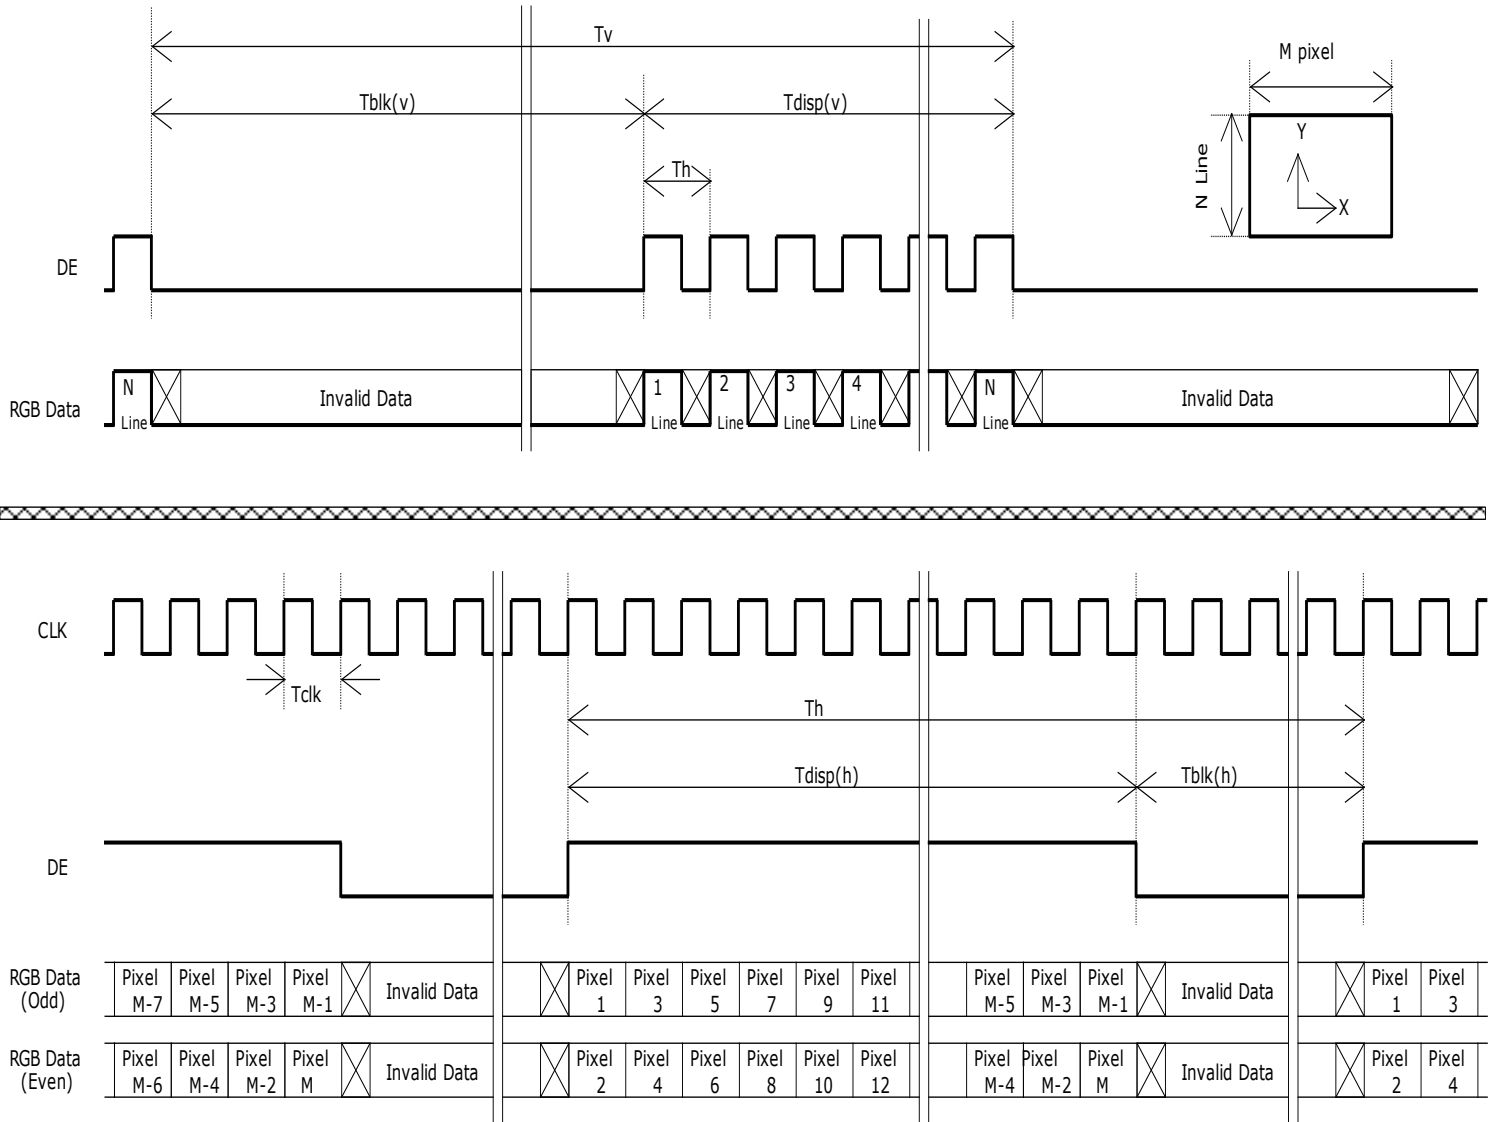 Tv
M pixel
Tblk(v)
Tdisp(v)
Th
N Line
Y
X
DE
RGB Data
N Line
Invalid Data
1 Line
2 Line
3 Line
4 Line
N Line
Invalid Data
CLK
Tclk
Th
Tdisp(h)
Tblk(h)
DE
RGB Data (Odd)
Pixel M-7
Pixel M-5
Pixel M-3
Pixel M-1
Invalid Data
Pixel 1
Pixel 3
Pixel 5
Pixel 7
Pixel 9
Pixel 11
Pixel M-5
Pixel M-3
Pixel M-1
Invalid Data
Pixel 1
Pixel 3
RGB Data (Even)
Pixel M-6
Pixel M-4
Pixel M-2
Pixel M
Invalid Data
Pixel 2
Pixel 4
Pixel 6
Pixel 8
Pixel 10
Pixel 12
Pixel M-4
Pixel M-2
Pixel M
Invalid Data
Pixel 2
Pixel 4